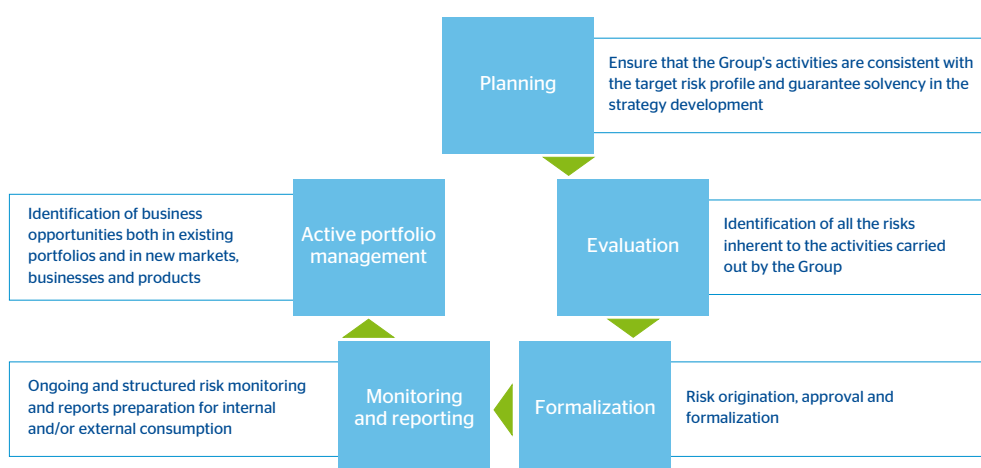 Planning
Ensure that the Group's activities are consistent with
the target risk profile and guarantee solvency in the
strategy development
Identification of business
opportunities both in existing
portfolios and in new markets,
businesses and products
Active portfolio
management
Evaluation
Identification of all the risks
inherent to the activities carried
out by the Group
Ongoing and structured risk monitoring
and reports preparation for internal
and/or external consumption
Monitoring
and reporting
Formalization
Risk origination, approval and
formalization